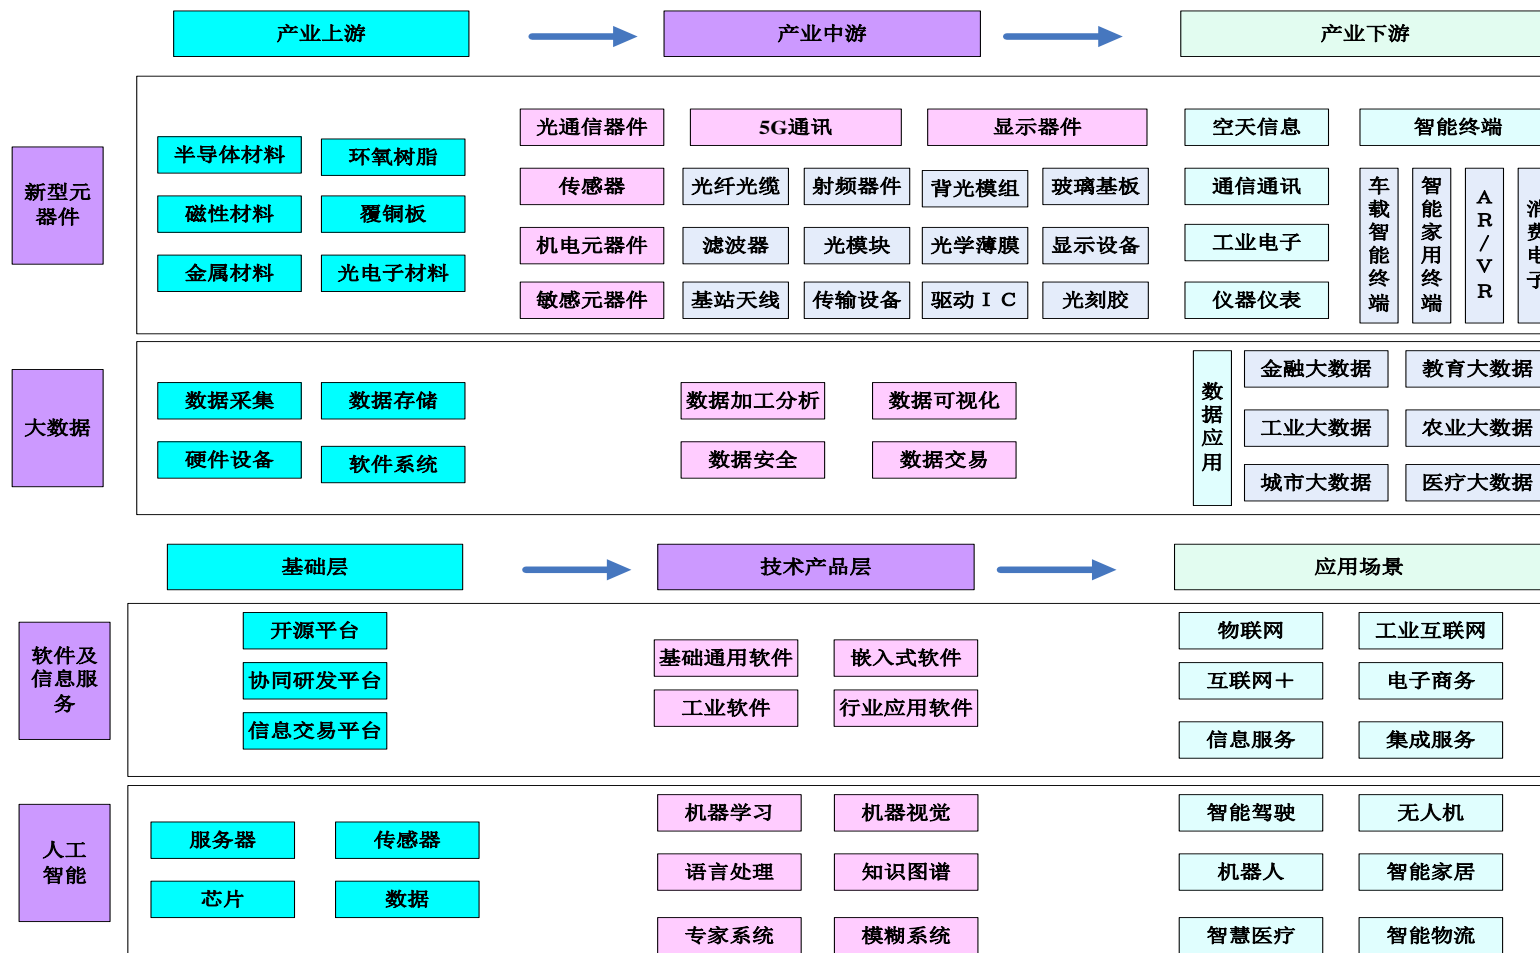 产业上游
产业中游
产业下游
新型元
器件
半导体材料
环氧树脂
磁性材料
覆铜板
金属材料
光电子材料
光通信器件
5G通讯
显示器件
传感器
光纤光缆
射频器件
背光模组
玻璃基板
机电元器件
滤波器
光模块
光学薄膜
显示设备
敏感元器件
基站天线
传输设备
驱动ＩＣ
光刻胶
空天信息
智能终端
通信通讯
工业电子
仪器仪表
车载智能终端
智能家用终端
AR/VR
消费电子
大数据
数据采集
数据存储
硬件设备
软件系统
数据加工分析
数据可视化
数据安全
数据交易
数据应用
金融大数据
教育大数据
工业大数据
农业大数据
城市大数据
医疗大数据
基础层
技术产品层
应用场景
软件及
信息服
务
开源平台
协同研发平台
信息交易平台
基础通用软件
嵌入式软件
工业软件
行业应用软件
物联网
工业互联网
互联网＋
电子商务
信息服务
集成服务
人工
智能
服务器
传感器
芯片
数据
机器学习
机器视觉
语言处理
知识图谱
专家系统
模糊系统
智能驾驶
无人机
机器人
智能家居
智慧医疗
智能物流